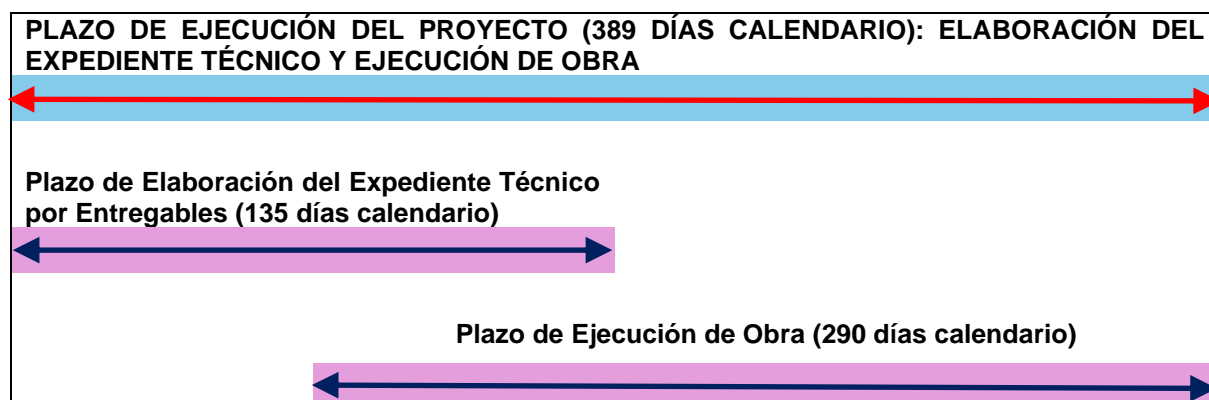 PLAZO DE EJECUCIÓN DEL PROYECTO (389 DÍAS CALENDARIO): ELABORACIÓN DEL
EXPEDIENTE TÉCNICO Y EJECUCIÓN DE OBRA
Plazo de Elaboración del Expediente Técnico
por Entregables (135 días calendario)
Plazo de Ejecución de Obra (290 días calendario)